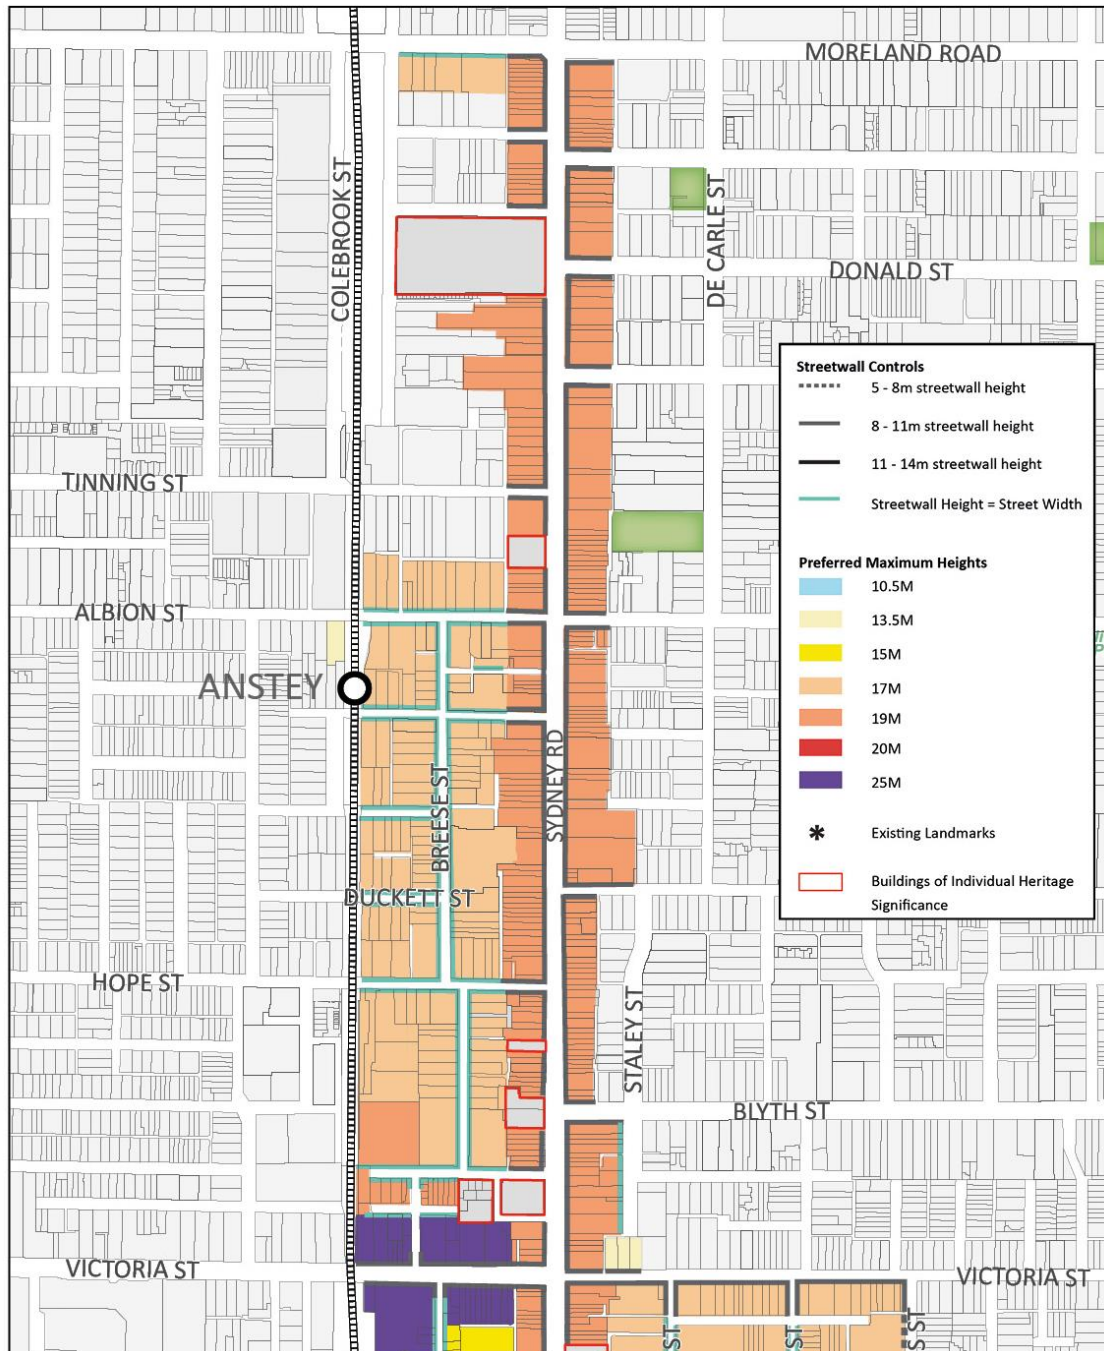 MORELAND ROAD
COLEBROOK ST
DE CARLE ST
DONALD ST
Streetwall Controls
5 - 8m streetwall height
8 - 11m streetwall height
11 - 14m streetwall height
Streetwall Height = Street Width
Preferred Maximum Heights
10.5M
13.5M
15M
17M
19M
20M
25M
Existing Landmarks
Buildings of Individual Heritage
Significance
TINNING ST
ALBION ST
ANSTEY
SYDNEY RD
BREESE ST
DUCKETT ST
HOPE ST
STALEY ST
BLYTH ST
VICTORIA ST
VICTORIA ST
ST
ST
S ST